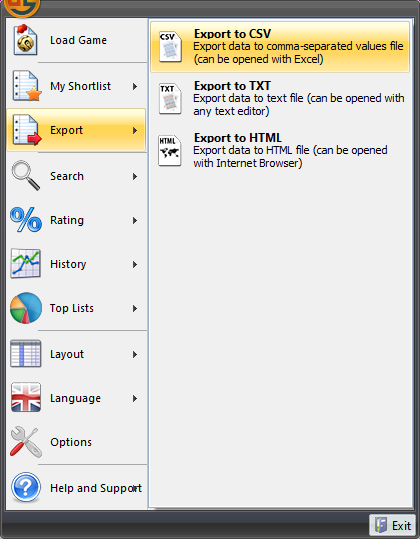 Load Game
My Shortlist
Export
Search
Rating
History
Top Lists
Layout
Language
Options
Help and Support
CSV
Export to CSV
Export data to comma-separated values file
(can be opened with Excel)
TXT
Export to TXT
Export data to text file (can be opened with
any text editor)
HTML
Export to HTML
Export data to HTML file (can be opened
with Internet Browser)
Exit